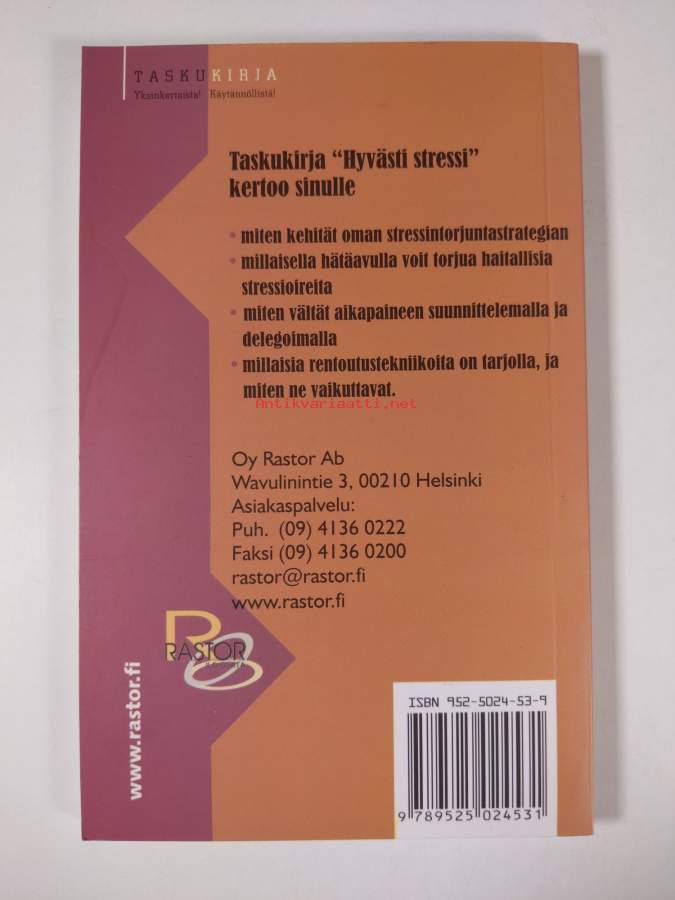 TASKUKIRJA
Yksinkertaista! Käytännöllistä!
Taskukirja "Hyvästi stressi"
kertoo sinulle
• miten kehität oman stressintorjuntastrategian
• millaisella hätäavulla voit torjua haitallisia
stressioireita
• miten vältät aikapaineen suunnittelemalla ja
delegoimalla
• millaisia rentoutustekniikoita on tarjolla, ja
miten ne vaikuttavat.
Antikvariaatti.net
Oy Rastor Ab
Wavulinintie 3, 00210 Helsinki
Asiakaspalvelu:
Puh. (09) 4136 0222
Faksi (09) 4136 0200
rastor@rastor.fi
www.rastor.fi
RASTOR
www.rastor.fi
ISBN 952-5024-53-9
9 789525 024531